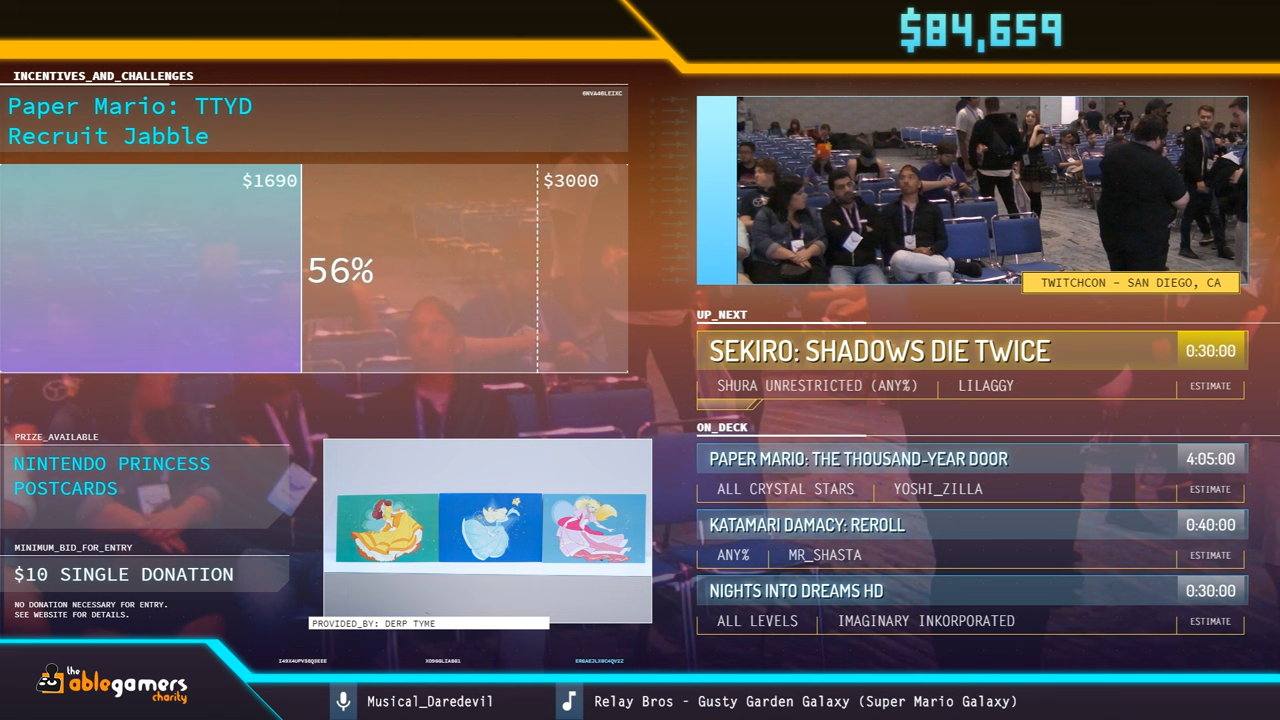 $84,659
INCENTIVES_AND_CHALLENGES
Paper Mario: TTYD
Recruit Jabble
$1690
$3000
56%
TWITCHCON - SAN DIEGO, CA
UP_NEXT
SEKIRO: SHADOWS DIE TWICE
0:30:00
SHURA UNRESTRICTED (ANY%)
LILAGGY
ESTIMATE
ON_DECK
PAPER MARIO: THE THOUSAND-YEAR DOOR
4:05:00
ALL CRYSTAL STARS
YOSHI_ZILLA
ESTIMATE
KATAMARI DAMACY: REROLL
0:40:00
ANY%
MR_SHASTA
ESTIMATE
NIGHTS INTO DREAMS HD
0:30:00
ALL LEVELS
IMAGINARY INKORPORATED
ESTIMATE
PRIZE_AVAILABLE
NINTENDO PRINCESS
POSTCARDS
MINIMUM_BID_FOR_ENTRY
$10 SINGLE DONATION
NO DONATION NECESSARY FOR ENTRY.
SEE WEBSITE FOR DETAILS.
PROVIDED_BY: DERP TYME
the
ablegamers
charity
Musical_Daredevil
Relay Bros - Gusty Garden Galaxy (Super Mario Galaxy)